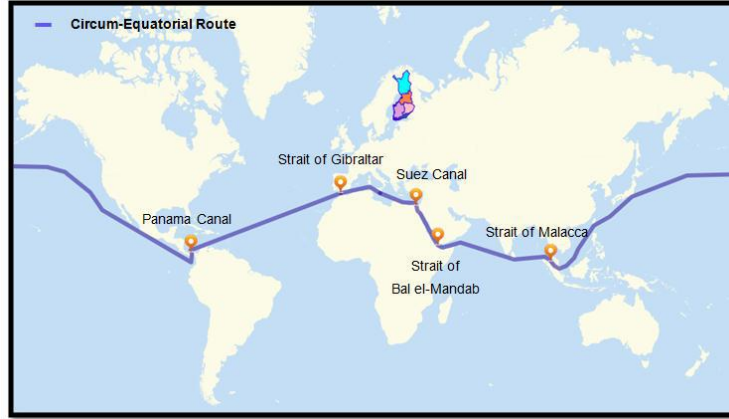 Circum-Equatorial Route
Strait of Gibraltar
Suez Canal
Panama Canal
Strait of Malacca
Strait of
Bal el-Mandab